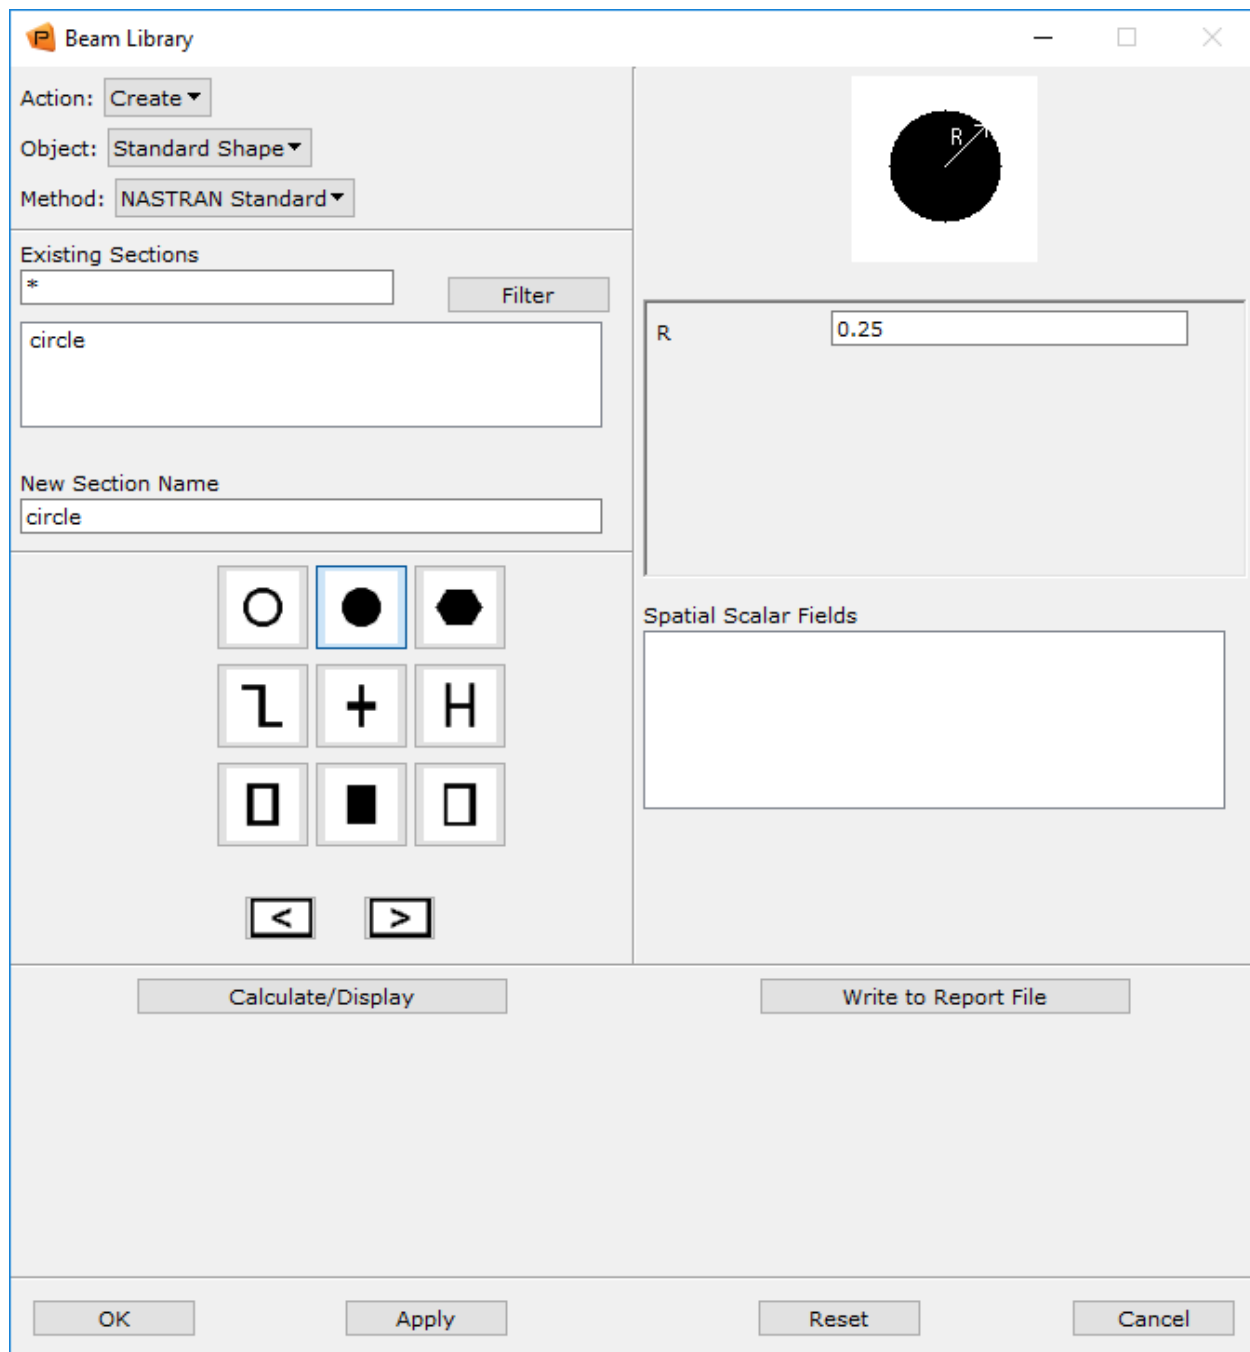 Beam Library
Action: Create
Object: Standard Shape
Method: NASTRAN Standard
Existing Sections
*
Filter
circle
New Section Name
circle
< >
R
R 0.25
Spatial Scalar Fields
Calculate/Display Write to Report File
OK Apply Reset Cancel